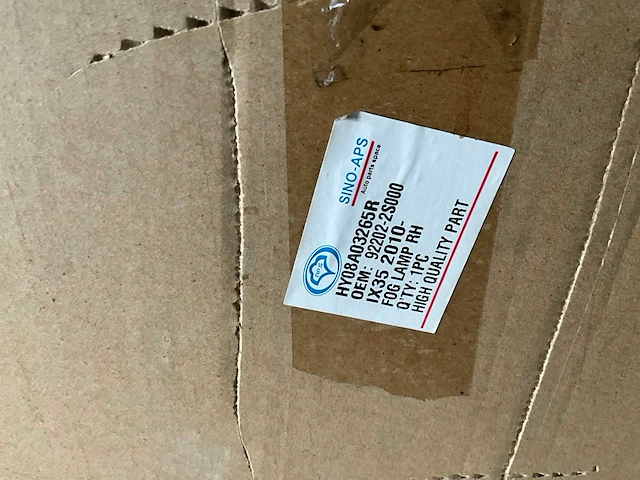 SINO-APS
Auto parts space
HY08A03265R
OEM: 92202-2S000
IX35 2010-
FOG LAMP RH
Q'TY: 1PC
HIGH QUALITY PART